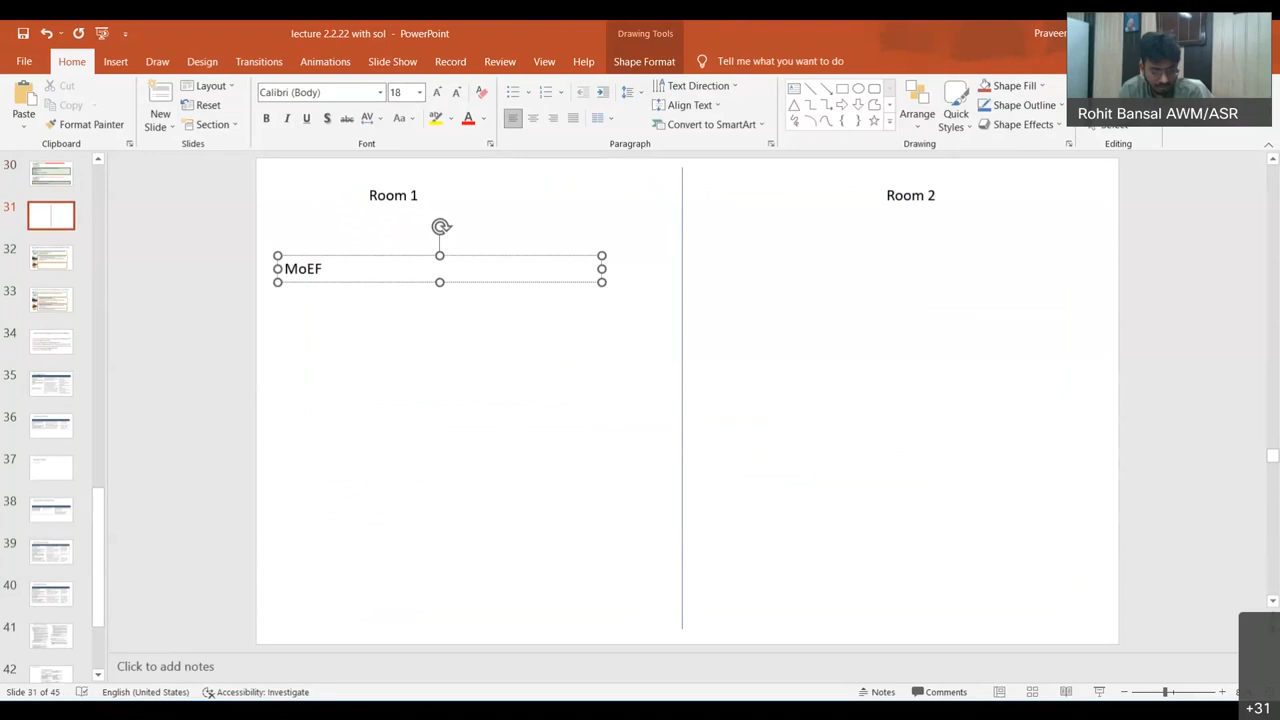 lecture 2.2.22 with sol - PowerPoint
Drawing Tools
Praveen
File
Home
Insert
Draw
Design
Transitions
Animations
Slide Show
Record
Review
View
Help
Shape Format
Tell me what you want to do
Paste
Cut
Copy
Format Painter
Clipboard
New Slide
Layout
Reset
Section
Slides
Calibri (Body)
18
Font
Text Direction
Align Text
Convert to SmartArt
Paragraph
Arrange
Quick Styles
Shape Fill
Shape Outline
Shape Effects
Drawing
Editing
Rohit Bansal AWM/ASR
30
31
32
33
34
35
36
37
38
39
40
41
42
Room 1
Room 2
MoEF
Click to add notes
Slide 31 of 45
English (United States)
Accessibility: Investigate
Notes
Comments
+31